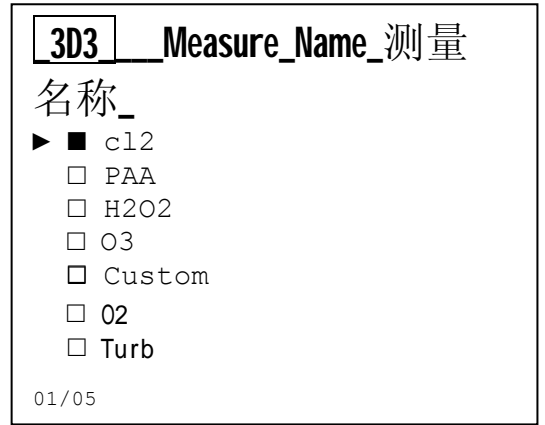 _3D3_ ___Measure_Name_测量
名称_
► ■ cl2
□ PAA
□ H2O2
□ O3
□ Custom
□ O2
□ Turb
01/05